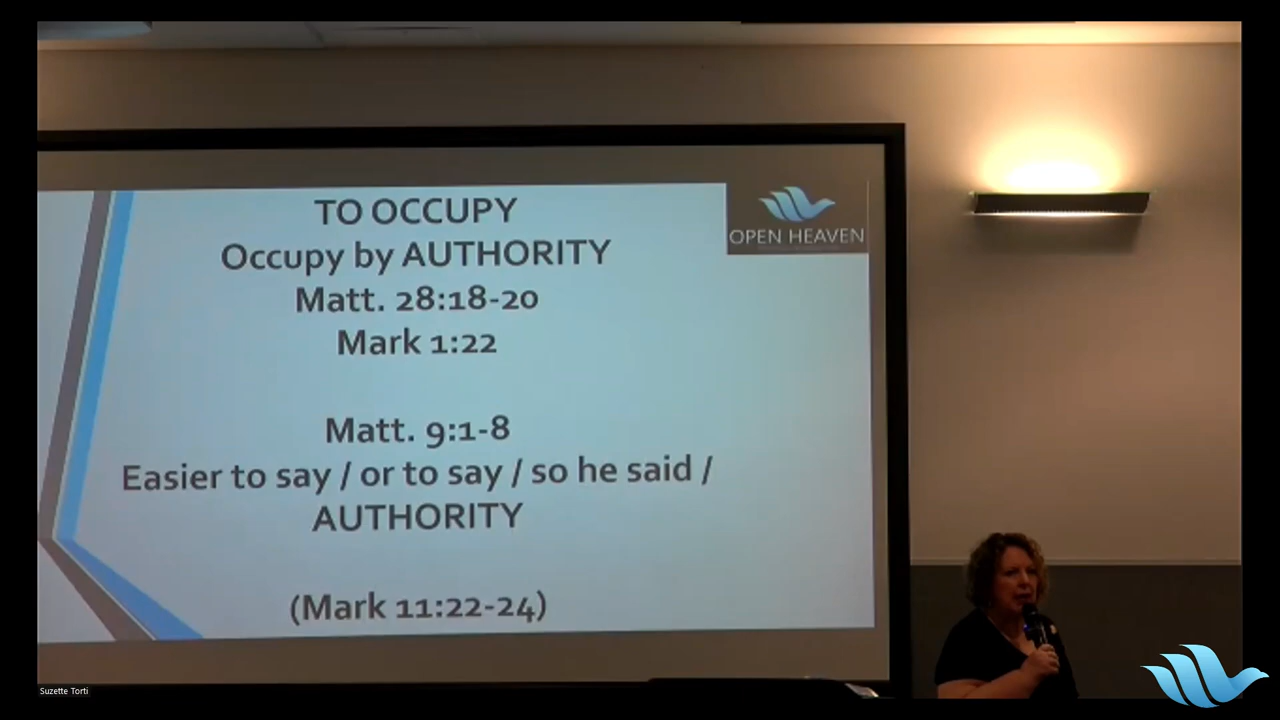 TO OCCUPY
Occupy by AUTHORITY
Matt. 28:18-20
Mark 1:22
Matt. 9:1-8
Easier to say / or to say / so he said /
AUTHORITY
(Mark 11:22-24)
OPEN HEAVEN
Suzette Torti